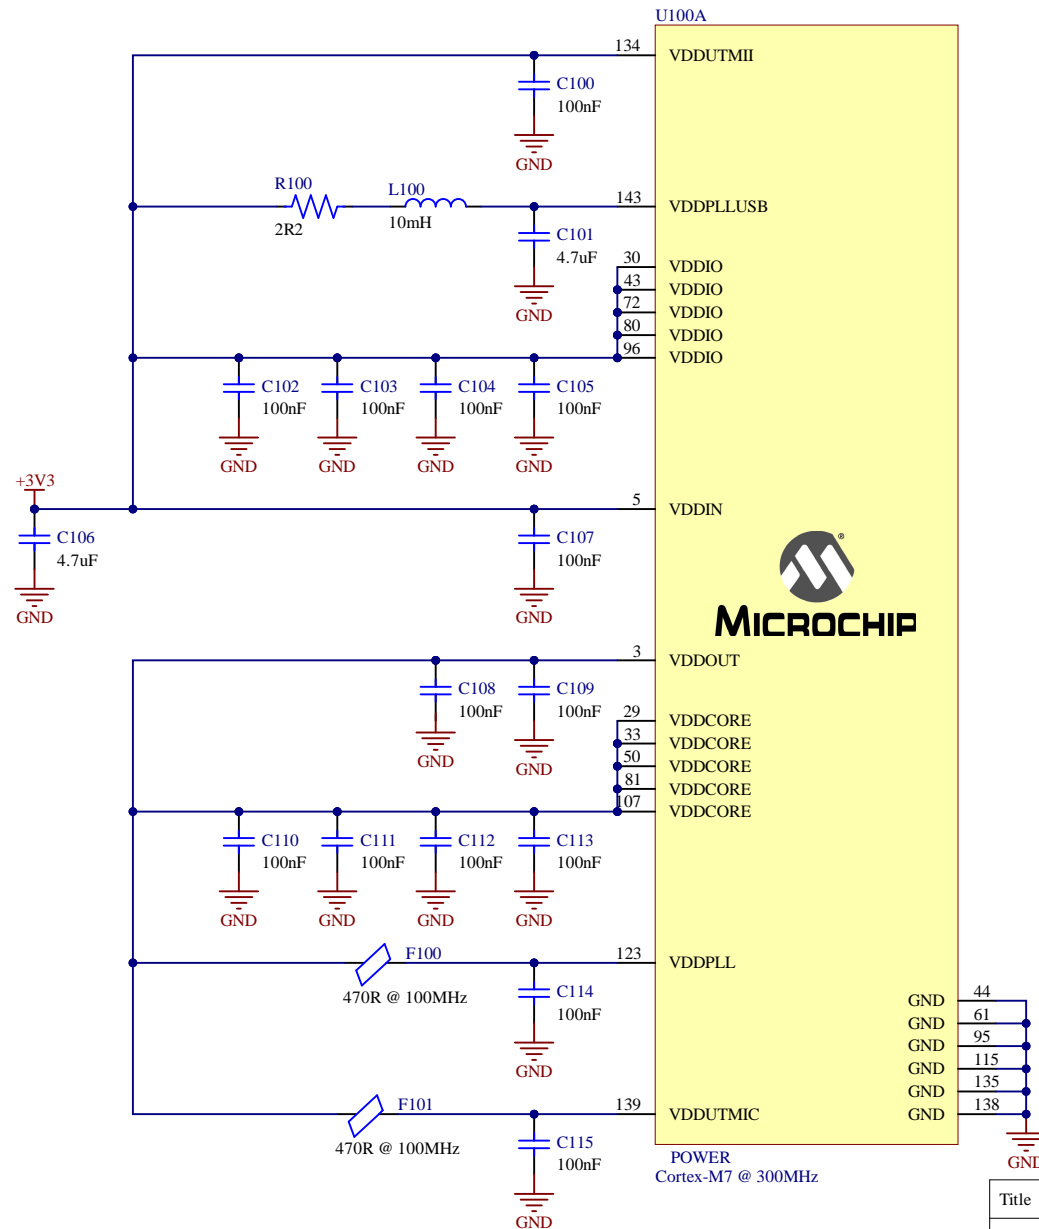 U100A
134 VDDUTMII
C100
100nF
GND
R100
2R2
L100
10mH
143 VDDPLLUSB
C101
4.7uF
GND
30 VDDIO
43 VDDIO
72 VDDIO
80 VDDIO
96 VDDIO
C102 C103 C104 C105
100nF 100nF 100nF 100nF
GND GND GND GND
+3V3
5 VDDIN
C106
4.7uF
GND
C107
100nF
GND
®
MICROCHIP
3 VDDOUT
C108 C109
100nF 100nF
GND GND
29 VDDCORE
33 VDDCORE
50 VDDCORE
81 VDDCORE
107 VDDCORE
C110 C111 C112 C113
100nF 100nF 100nF 100nF
GND GND GND GND
F100
470R @ 100MHz
123 VDDPLL
C114
100nF
GND
GND 44
GND 61
GND 95
GND 115
GND 135
GND 138
GND
F101
470R @ 100MHz
139 VDDUTMIC
C115
100nF
GND
POWER
Cortex-M7 @ 300MHz
Title